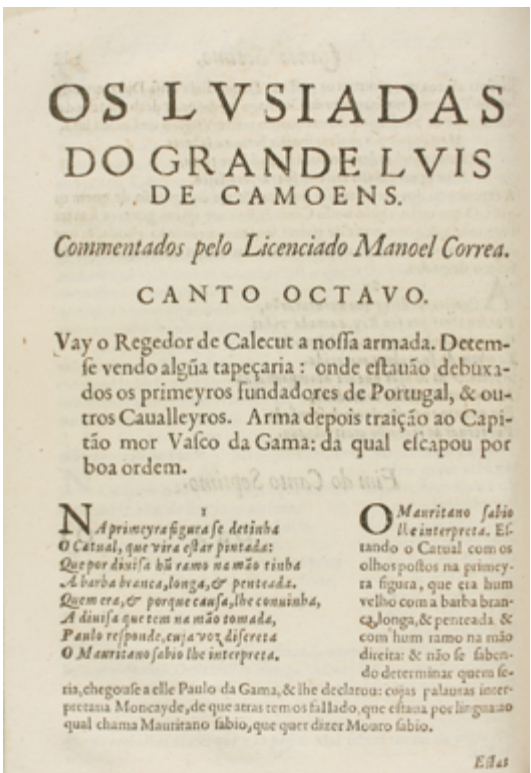 OS LVSIADAS
DO GRANDE LVIS
DE CAMOENS.
Commentados pelo Licenciado Manoel Correa.
CANTO OCTAVO.
Vay o Regedor de Calecut a noſſa armada. Detem-
ſe vendo algũa tapeçaria : onde eſtauão debuxa-
dos os primeyros fundadores de Portugal, & ou-
tros Caualleyros. Arma depois traição ao Capi-
tão mor Vaſco da Gama: da qual eſcapou por
boa ordem.
1
NA primeyra figura ſe detinha
O Catual, que vira eſtar pintada:
Que por diuiſa hũ ramo na mão tinha
A barba branca, longa, & penteada.
Quem era, & porque cauſa, lhe conuinha,
A diuiſa que tem na mão tomada,
Paulo reſponde, cuja voz diſcreta
O Mauritano ſabio lhe interpreta.
O Mauritano ſabio
lhe interpreta. Eſ-
tando o Catual com os
olhos poſtos na primey-
ra figura, que era hum
velho com a barba bran-
ca, longa, & penteada &
com hum ramo na mão
direita: & não ſe ſaben-
do determinar quem ſe-
ria, chegouſe a elle Paulo da Gama, & lhe declarou: cujas palauras inter-
pretaua Moncayde, de que atras temos fallado, que eſtaua por lingua: ao
qual chama Mauritano ſabio, que quer dizer Mouro ſabio.
Eſtas